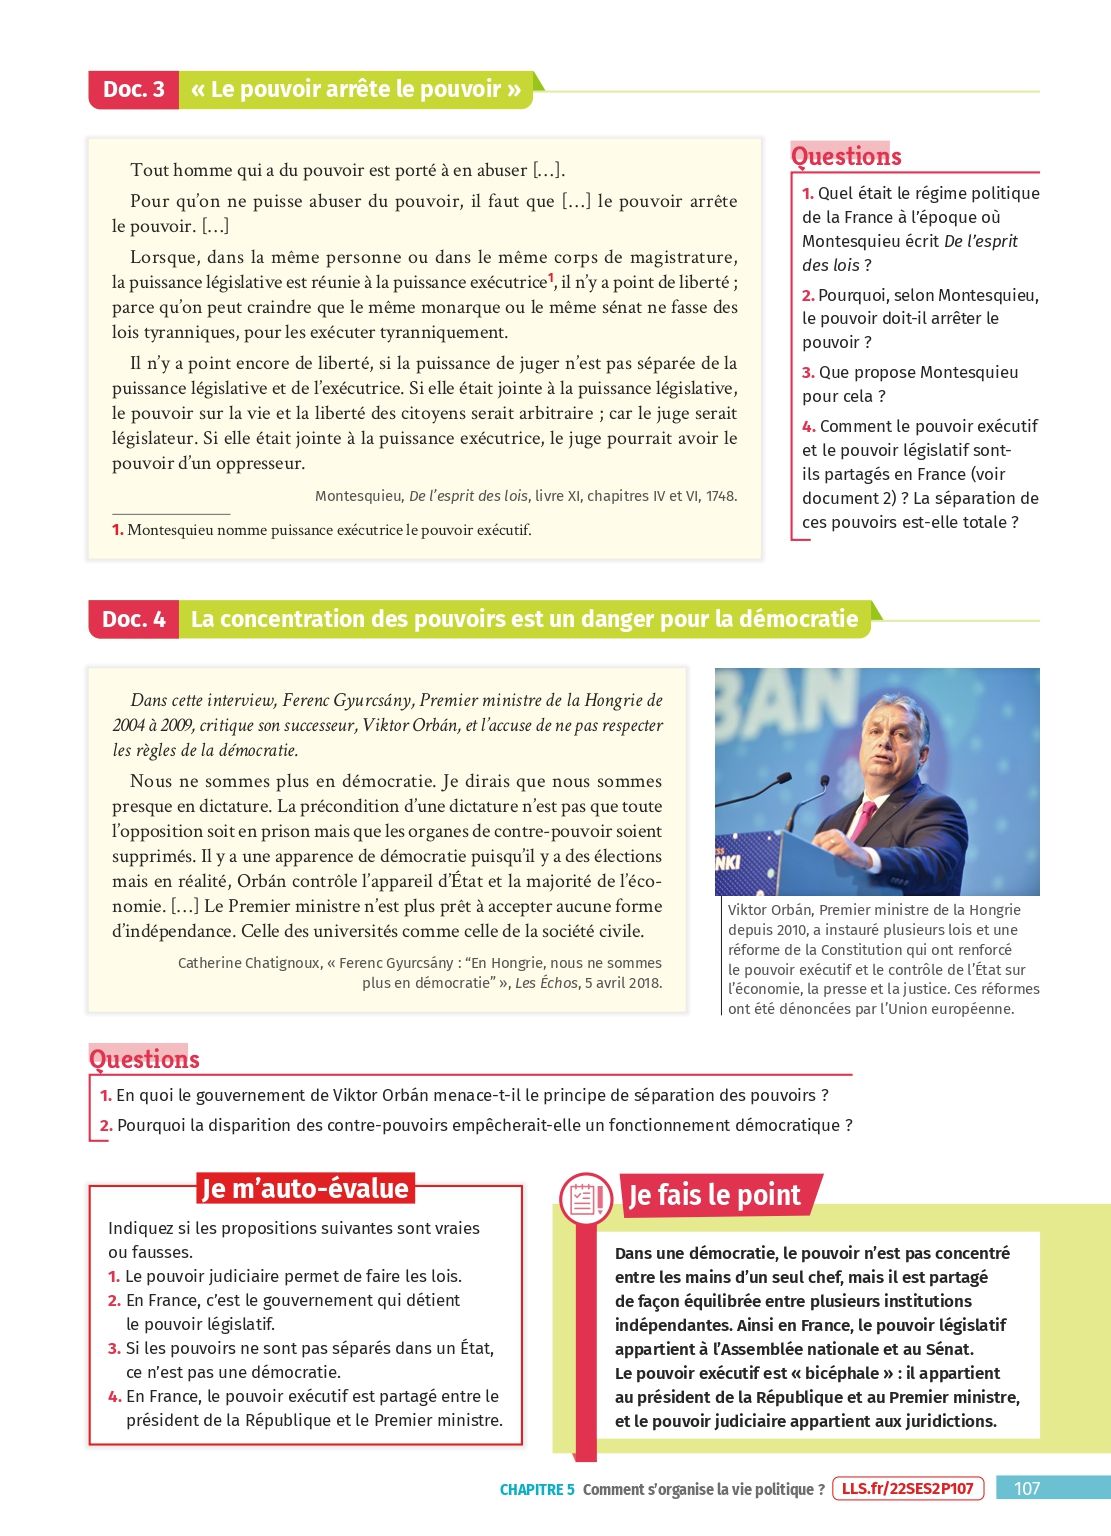 Doc. 3 « Le pouvoir arrête le pouvoir »
Tout homme qui a du pouvoir est porté à en abuser […].
Pour qu’on ne puisse abuser du pouvoir, il faut que […] le pouvoir arrête
le pouvoir. […]
Lorsque, dans la même personne ou dans le même corps de magistrature,
la puissance législative est réunie à la puissance exécutrice1, il n’y a point de liberté ;
parce qu’on peut craindre que le même monarque ou le même sénat ne fasse des
lois tyranniques, pour les exécuter tyranniquement.
Il n’y a point encore de liberté, si la puissance de juger n’est pas séparée de la
puissance législative et de l’exécutrice. Si elle était jointe à la puissance législative,
le pouvoir sur la vie et la liberté des citoyens serait arbitraire ; car le juge serait
législateur. Si elle était jointe à la puissance exécutrice, le juge pourrait avoir le
pouvoir d’un oppresseur.
Montesquieu, De l’esprit des lois, livre XI, chapitres IV et VI, 1748.
1. Montesquieu nomme puissance exécutrice le pouvoir exécutif.
Questions
1. Quel était le régime politique
de la France à l’époque où
Montesquieu écrit De l’esprit
des lois ?
2. Pourquoi, selon Montesquieu,
le pouvoir doit-il arrêter le
pouvoir ?
3. Que propose Montesquieu
pour cela ?
4. Comment le pouvoir exécutif
et le pouvoir législatif sont-
ils partagés en France (voir
document 2) ? La séparation de
ces pouvoirs est-elle totale ?
Doc. 4 La concentration des pouvoirs est un danger pour la démocratie
Dans cette interview, Ferenc Gyurcsány, Premier ministre de la Hongrie de
2004 à 2009, critique son successeur, Viktor Orbán, et l’accuse de ne pas respecter
les règles de la démocratie.
Nous ne sommes plus en démocratie. Je dirais que nous sommes
presque en dictature. La précondition d’une dictature n’est pas que toute
l’opposition soit en prison mais que les organes de contre-pouvoir soient
supprimés. Il y a une apparence de démocratie puisqu’il y a des élections
mais en réalité, Orbán contrôle l’appareil d’État et la majorité de l’éco-
nomie. […] Le Premier ministre n’est plus prêt à accepter aucune forme
d’indépendance. Celle des universités comme celle de la société civile.
Catherine Chatignoux, « Ferenc Gyurcsány : “En Hongrie, nous ne sommes
plus en démocratie” », Les Échos, 5 avril 2018.
BAN
NKI
Viktor Orbán, Premier ministre de la Hongrie
depuis 2010, a instauré plusieurs lois et une
réforme de la Constitution qui ont renforcé
le pouvoir exécutif et le contrôle de l’État sur
l’économie, la presse et la justice. Ces réformes
ont été dénoncées par l’Union européenne.
Questions
1. En quoi le gouvernement de Viktor Orbán menace-t-il le principe de séparation des pouvoirs ?
2. Pourquoi la disparition des contre-pouvoirs empêcherait-elle un fonctionnement démocratique ?
Je m’auto-évalue
Indiquez si les propositions suivantes sont vraies
ou fausses.
1. Le pouvoir judiciaire permet de faire les lois.
2. En France, c’est le gouvernement qui détient
le pouvoir législatif.
3. Si les pouvoirs ne sont pas séparés dans un État,
ce n’est pas une démocratie.
4. En France, le pouvoir exécutif est partagé entre le
président de la République et le Premier ministre.
Je fais le point
Dans une démocratie, le pouvoir n’est pas concentré
entre les mains d’un seul chef, mais il est partagé
de façon équilibrée entre plusieurs institutions
indépendantes. Ainsi en France, le pouvoir législatif
appartient à l’Assemblée nationale et au Sénat.
Le pouvoir exécutif est « bicéphale » : il appartient
au président de la République et au Premier ministre,
et le pouvoir judiciaire appartient aux juridictions.
CHAPITRE 5 Comment s’organise la vie politique ? LLS.fr/22SES2P107 107